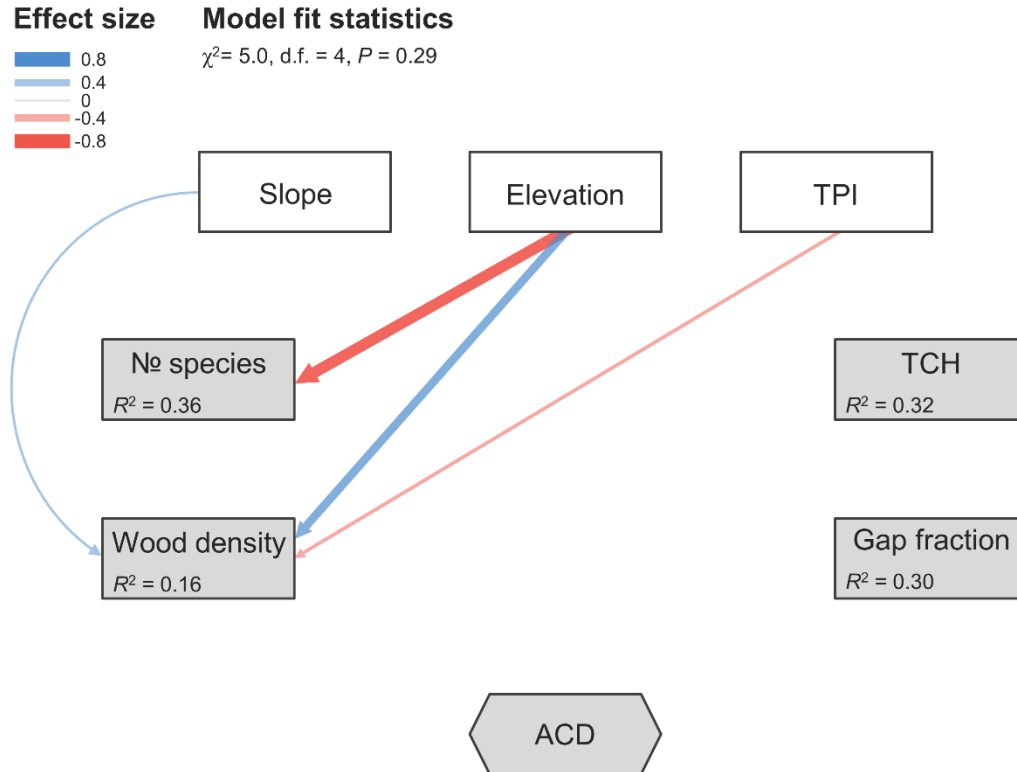 Effect size
Model fit statistics
0.8
0.4
0
-0.4
-0.8
χ²= 5.0, d.f. = 4, P = 0.29
Slope
Elevation
TPI
№ species
R² = 0.36
TCH
R² = 0.32
Wood density
R² = 0.16
Gap fraction
R² = 0.30
ACD